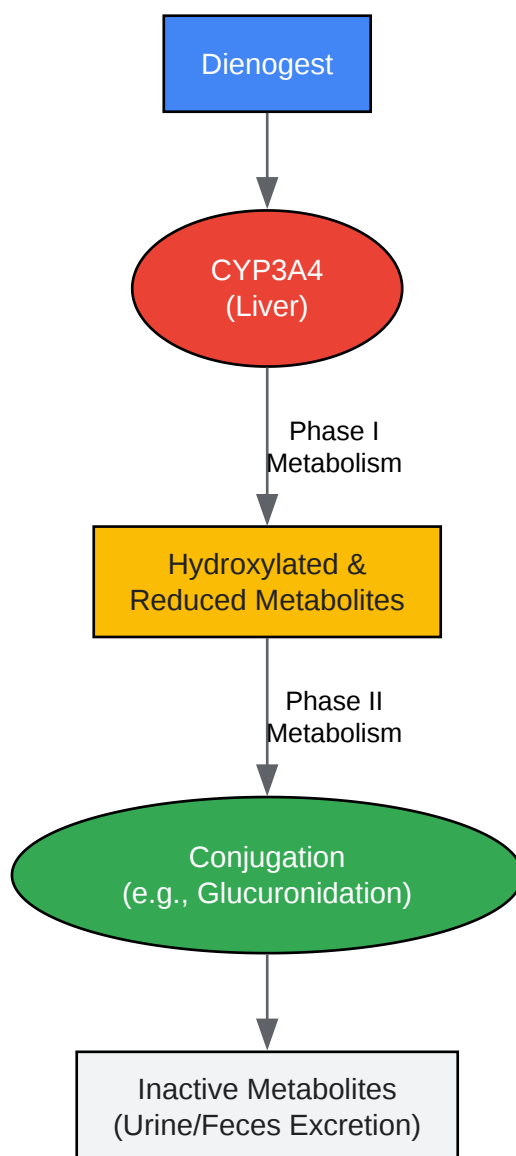 Dienogest
CYP3A4
(Liver)
Phase I
Metabolism
Hydroxylated &
Reduced Metabolites
Phase II
Metabolism
Conjugation
(e.g., Glucuronidation)
Inactive Metabolites
(Urine/Feces Excretion)